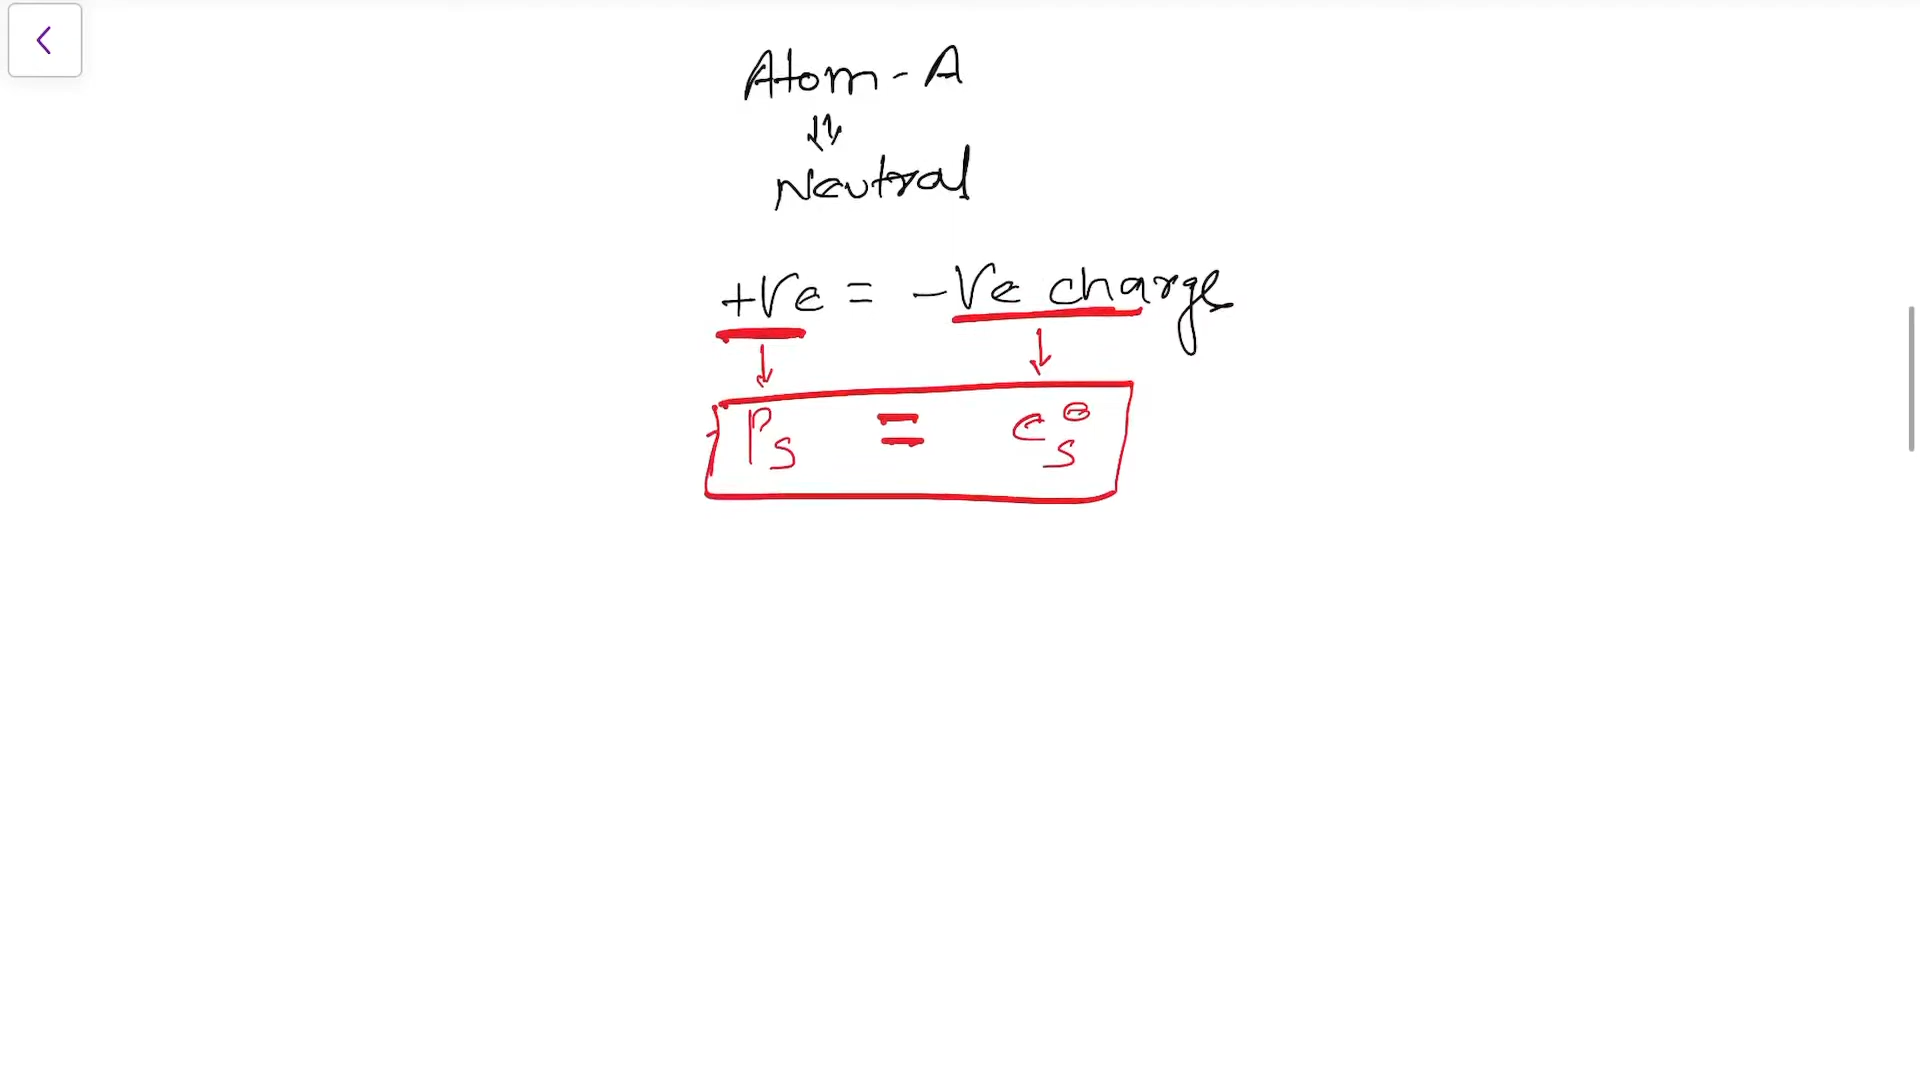 Atom - A
Neutral
+Ve = -Ve charge
Ps = e⊖s